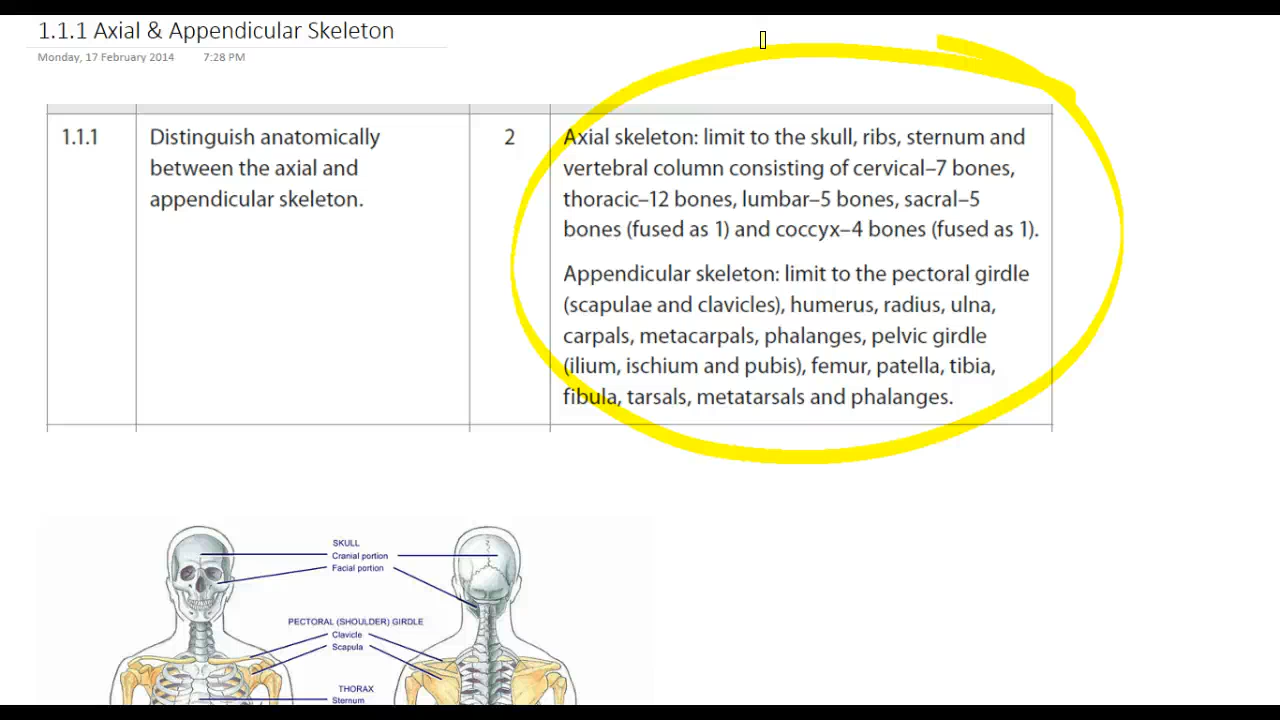 1.1.1 Axial & Appendicular Skeleton
Monday, 17 February 2014 7:28 PM
1.1.1
Distinguish anatomically
between the axial and
appendicular skeleton.
2
Axial skeleton: limit to the skull, ribs, sternum and
vertebral column consisting of cervical–7 bones,
thoracic–12 bones, lumbar–5 bones, sacral–5
bones (fused as 1) and coccyx–4 bones (fused as 1).
Appendicular skeleton: limit to the pectoral girdle
(scapulae and clavicles), humerus, radius, ulna,
carpals, metacarpals, phalanges, pelvic girdle
(ilium, ischium and pubis), femur, patella, tibia,
fibula, tarsals, metatarsals and phalanges.
SKULL
Cranial portion
Facial portion
PECTORAL (SHOULDER) GIRDLE
Clavicle
Scapula
THORAX
Sternum